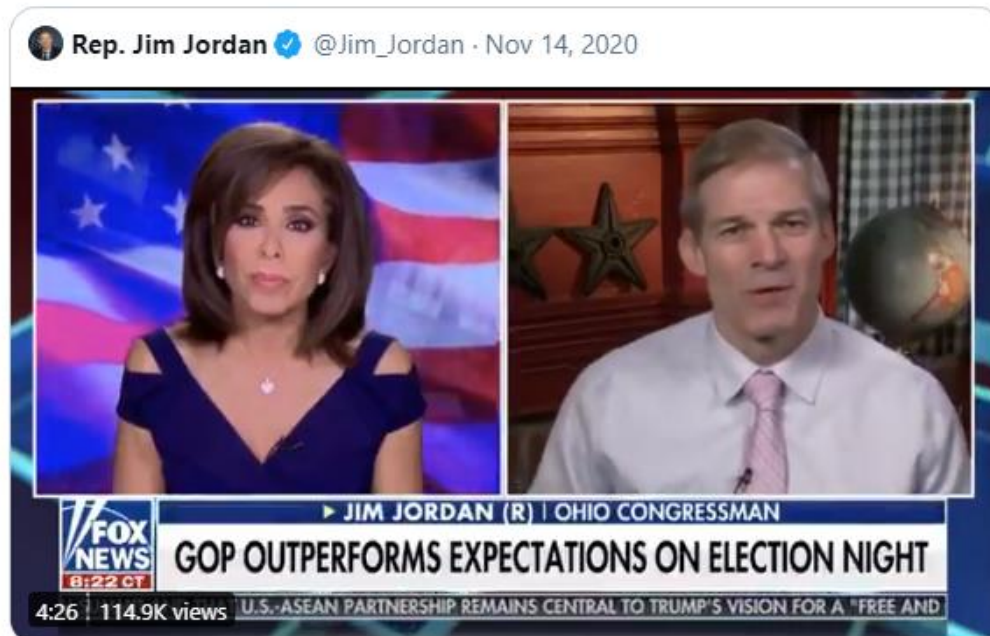 Rep. Jim Jordan @Jim_Jordan · Nov 14, 2020
▶ JIM JORDAN (R) | OHIO CONGRESSMAN
FOX
NEWS
8:22 CT
GOP OUTPERFORMS EXPECTATIONS ON ELECTION NIGHT
4:26 114.9K views
U.S.-ASEAN PARTNERSHIP REMAINS CENTRAL TO TRUMP'S VISION FOR A "FREE AND